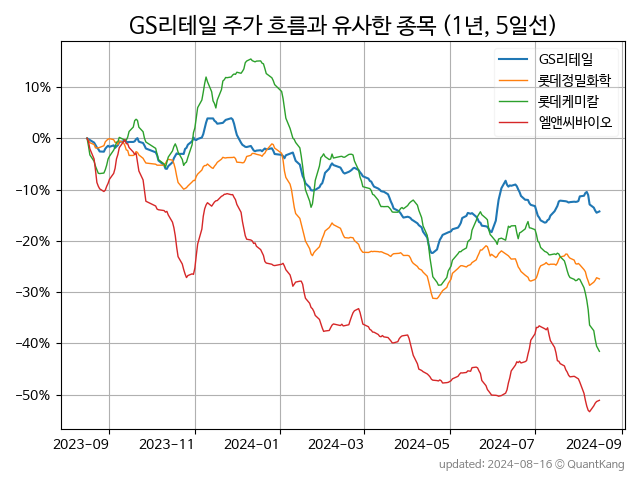 GS리테일 주가 흐름과 유사한 종목 (1년, 5일선)
GS리테일
롯데정밀화학
롯데케미칼
엘앤씨바이오
10%
0%
−10%
−20%
−30%
−40%
−50%
2023-09
2023-11
2024-01
2024-03
2024-05
2024-07
2024-09
updated: 2024-08-16 © QuantKang